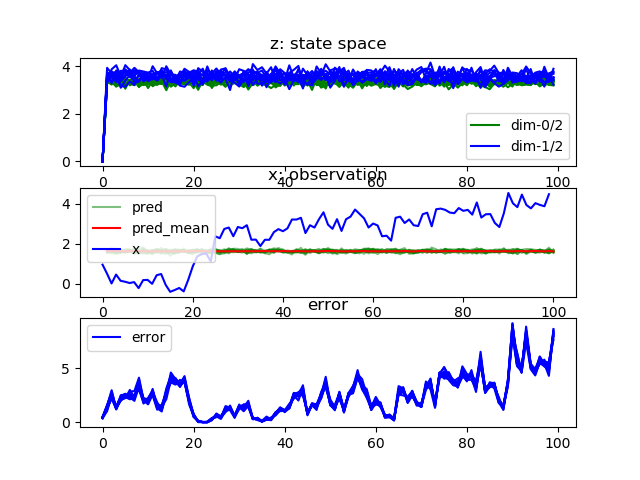 z: state space
4
2
0
dim-0/2
dim-1/2
0 20 40 60 80 100
x: observation
4
2
0
pred
pred_mean
x
0 20 40 60 80 100
error
5
0
error
0 20 40 60 80 100